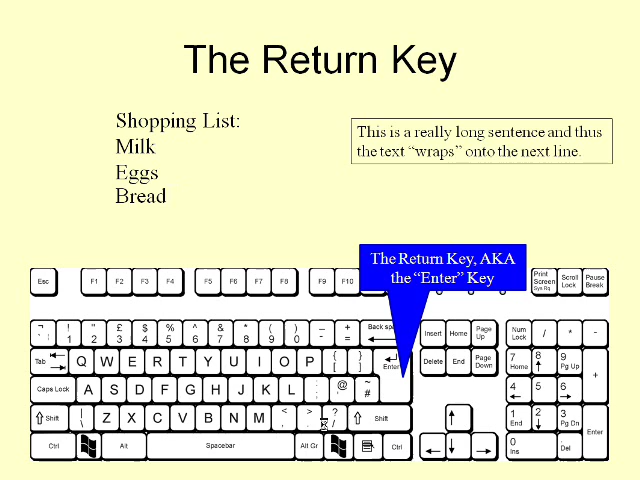 The Return Key
Shopping List:
Milk
Eggs
Bread
This is a really long sentence and thus
the text “wraps” onto the next line.
The Return Key, AKA
the “Enter” Key
Esc F1 F2 F3 F4 F5 F6 F7 F8 F9 F10 Print Screen Sys Rq Scroll Lock Pause Break
¬ ! " £ $ % ^ & * ( ) _ +
` 1 2 3 4 5 6 7 8 9 0 - = Back Insert Home Page Up Num Lock / * -
Tab Q W E R T Y U I O P { } Enter Delete End Page Down 7 Home 8 9 Pg Up +
[ ]
Caps Lock A S D F G H J K L : @ ~ 4 5 6
; ' #
Shift | Z X C V B N M < > ? Shift 1 End 2 3 Pg Dn Enter
\ , /
Ctrl Alt Spacebar Alt Gr Ctrl 0 Ins . Del